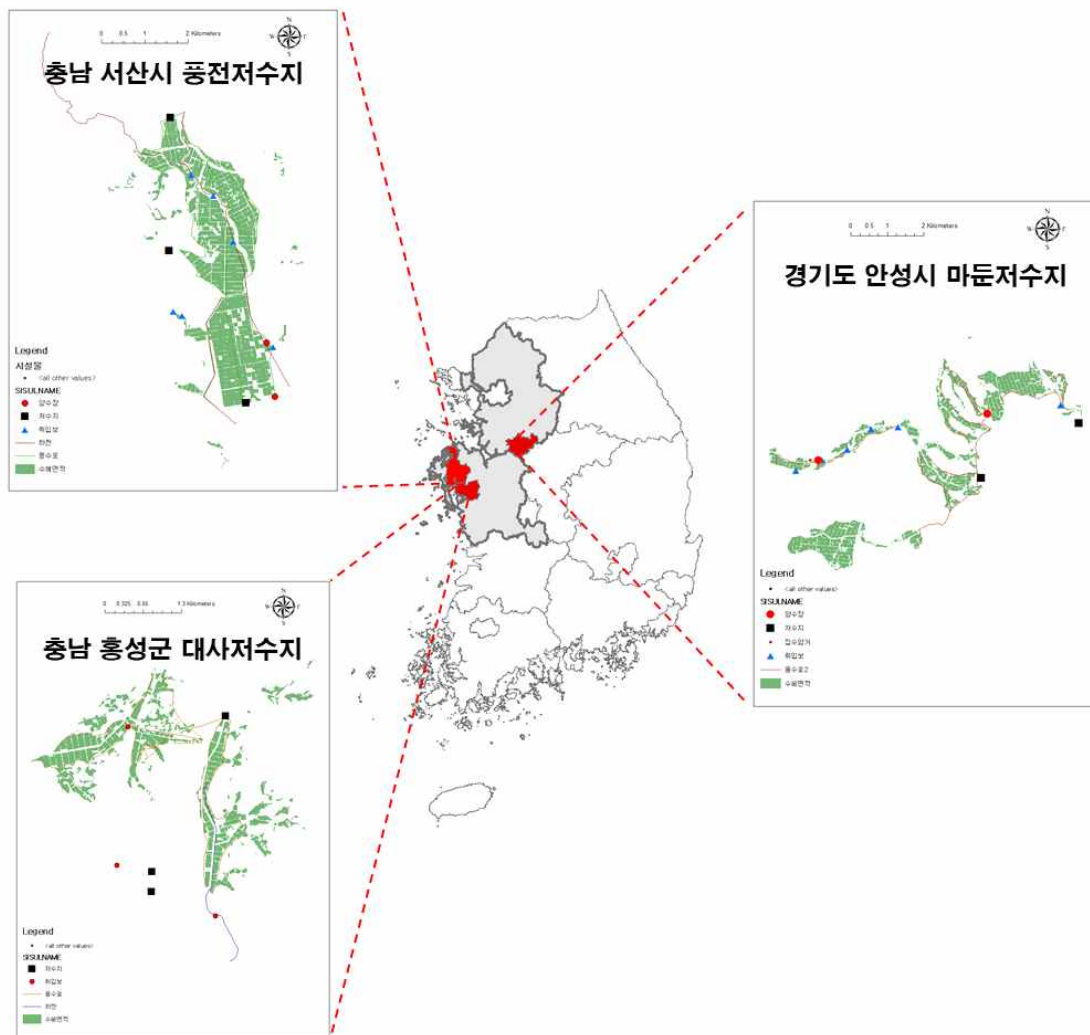 0 0.5 1 2 Kilometers
N
W E
S
충남 서산시 풍전저수지
Legend
시설물
<all other values>
SISULNAME
양수장
저수지
취입보
하천
용수로
수혜면적
0 0.5 1 2 Kilometers
N
W E
S
경기도 안성시 마둔저수지
Legend
<all other values>
SISULNAME
양수장
저수지
집수암거
취입보
용수로2
수혜면적
0 0.325 0.65 1.3 Kilometers
N
W E
S
충남 홍성군 대사저수지
Legend
<all other values>
SISULNAME
저수지
취입보
용수로
하천
수혜면적